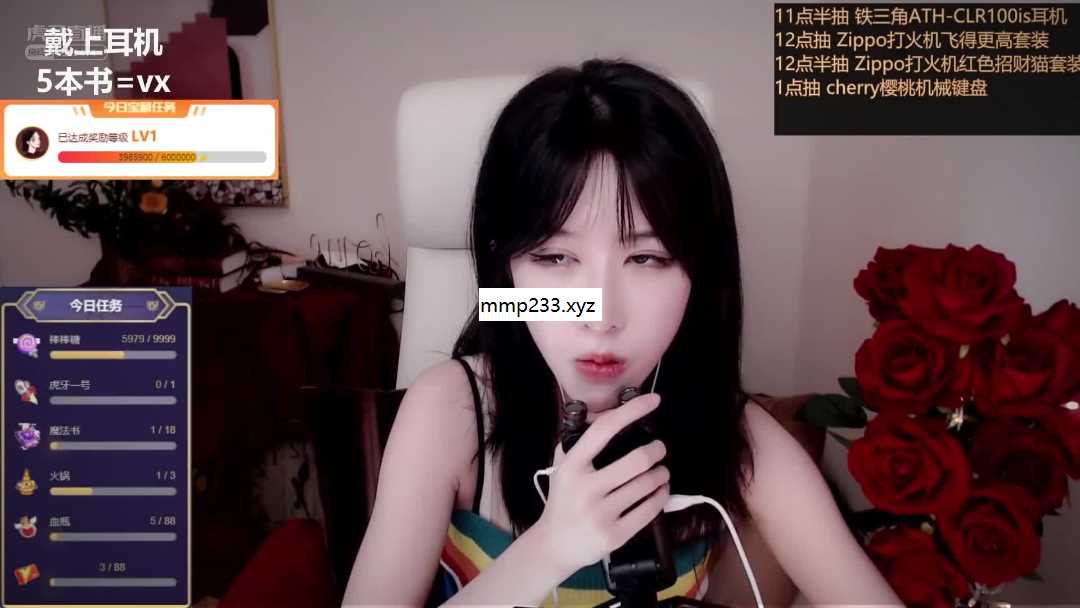 虎牙直播
戴上耳机
5本书=vx
今日宝藏任务
已达成奖励等级 LV1
3985900 / 6000000
今日任务
棒棒糖 5979 / 9999
虎牙一号 0 / 1
魔法书 1 / 18
火锅 1 / 3
血瓶 5 / 88
3 / 88
mmp233.xyz
11点半抽 铁三角ATH-CLR100is耳机
12点抽 Zippo打火机飞得更高套装
12点半抽 Zippo打火机红色招财猫套装
1点抽 cherry樱桃机械键盘